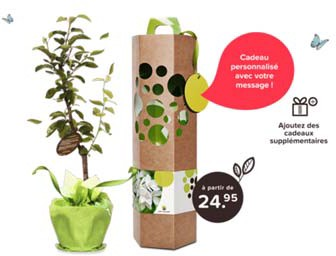 Cadeau
personnalisé
avec votre
message !
Ajoutez des
cadeaux
supplémentaires
à partir de
24.95